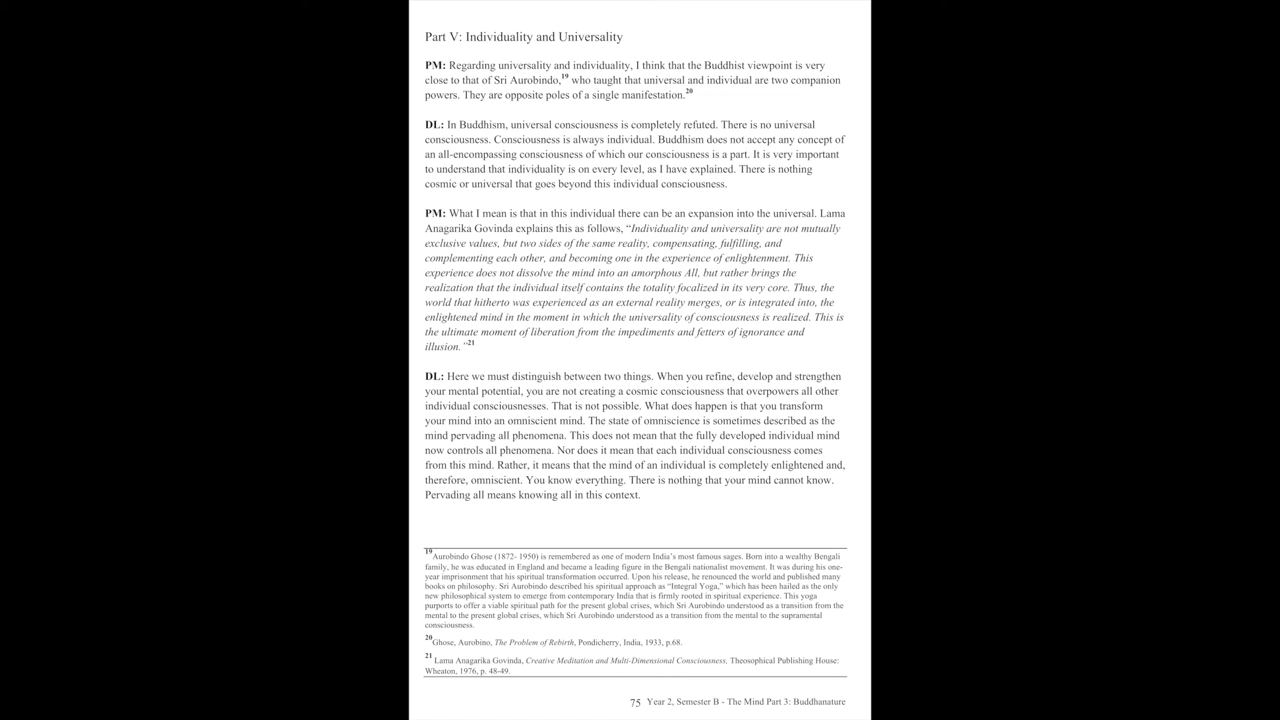 Part V: Individuality and Universality
PM: Regarding universality and individuality, I think that the Buddhist viewpoint is very
close to that of Sri Aurobindo,19 who taught that universal and individual are two companion
powers. They are opposite poles of a single manifestation.20
DL: In Buddhism, universal consciousness is completely refuted. There is no universal
consciousness. Consciousness is always individual. Buddhism does not accept any concept of
an all-encompassing consciousness of which our consciousness is a part. It is very important
to understand that individuality is on every level, as I have explained. There is nothing
cosmic or universal that goes beyond this individual consciousness.
PM: What I mean is that in this individual there can be an expansion into the universal. Lama
Anagarika Govinda explains this as follows, “Individuality and universality are not mutually
exclusive values, but two sides of the same reality, compensating, fulfilling, and
complementing each other, and becoming one in the experience of enlightenment. This
experience does not dissolve the mind into an amorphous All, but rather brings the
realization that the individual itself contains the totality focalized in its very core. Thus, the
world that hitherto was experienced as an external reality merges, or is integrated into, the
enlightened mind in the moment in which the universality of consciousness is realized. This is
the ultimate moment of liberation from the impediments and fetters of ignorance and
illusion.”21
DL: Here we must distinguish between two things. When you refine, develop and strengthen
your mental potential, you are not creating a cosmic consciousness that overpowers all other
individual consciousnesses. That is not possible. What does happen is that you transform
your mind into an omniscient mind. The state of omniscience is sometimes described as the
mind pervading all phenomena. This does not mean that the fully developed individual mind
now controls all phenomena. Nor does it mean that each individual consciousness comes
from this mind. Rather, it means that the mind of an individual is completely enlightened and,
therefore, omniscient. You know everything. There is nothing that your mind cannot know.
Pervading all means knowing all in this context.
19Aurobindo Ghose (1872- 1950) is remembered as one of modern India’s most famous sages. Born into a wealthy Bengali
family, he was educated in England and became a leading figure in the Bengali nationalist movement. It was during his one-
year imprisonment that his spiritual transformation occurred. Upon his release, he renounced the world and published many
books on philosophy. Sri Aurobindo described his spiritual approach as “Integral Yoga,” which has been hailed as the only
new philosophical system to emerge from contemporary India that is firmly rooted in spiritual experience. This yoga
purports to offer a viable spiritual path for the present global crises, which Sri Aurobindo understood as a transition from the
mental to the present global crises, which Sri Aurobindo understood as a transition from the mental to the supramental
consciousness.
20Ghose, Aurobino, The Problem of Rebirth, Pondicherry, India, 1933, p.68.
21 Lama Anagarika Govinda, Creative Meditation and Multi-Dimensional Consciousness. Theosophical Publishing House:
Wheaton, 1976, p. 48-49.
75 Year 2, Semester B - The Mind Part 3: Buddhanature